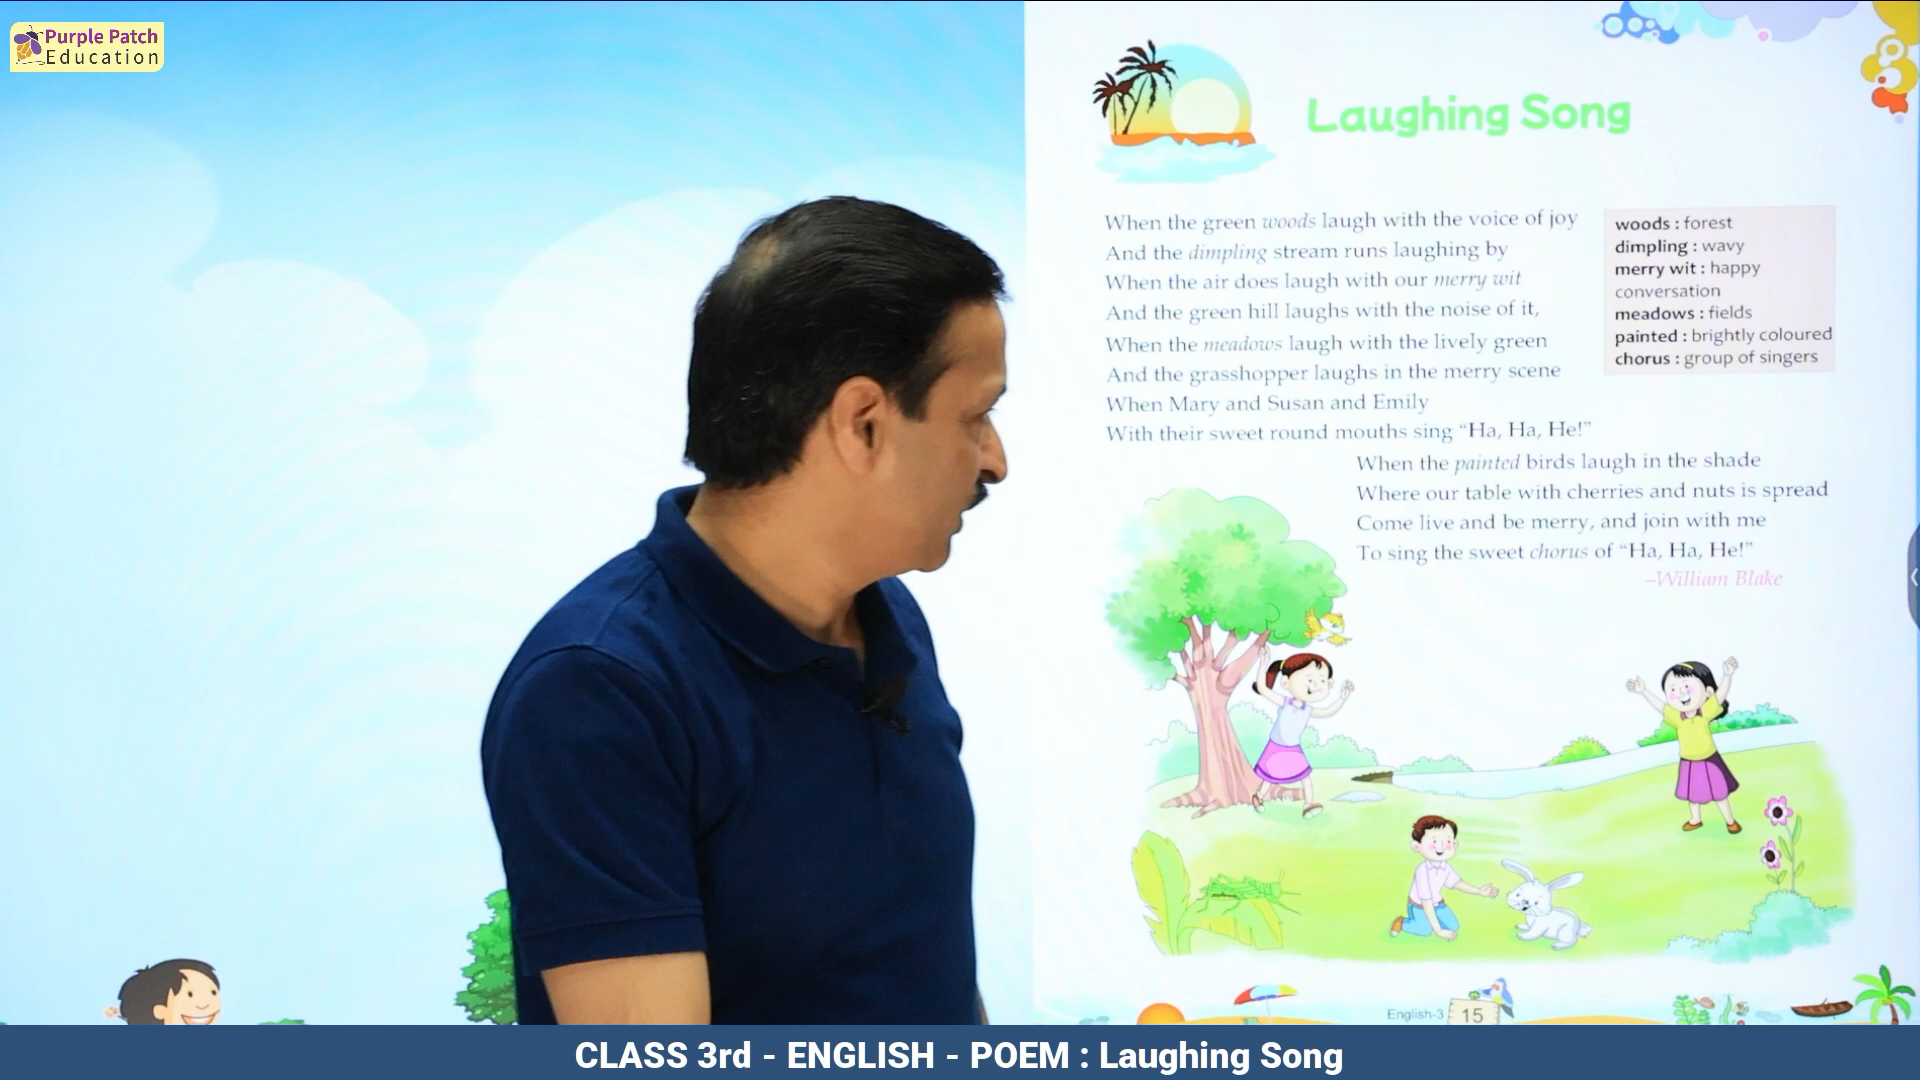 Purple Patch
Education
Laughing Song
When the green woods laugh with the voice of joy
And the dimpling stream runs laughing by
When the air does laugh with our merry wit
And the green hill laughs with the noise of it,
When the meadows laugh with the lively green
And the grasshopper laughs in the merry scene
When Mary and Susan and Emily
With their sweet round mouths sing “Ha, Ha, He!”
When the painted birds laugh in the shade
Where our table with cherries and nuts is spread
Come live and be merry, and join with me
To sing the sweet chorus of “Ha, Ha, He!”
–William Blake
woods : forest
dimpling : wavy
merry wit : happy
conversation
meadows : fields
painted : brightly coloured
chorus : group of singers
English-3 15
CLASS 3rd - ENGLISH - POEM : Laughing Song